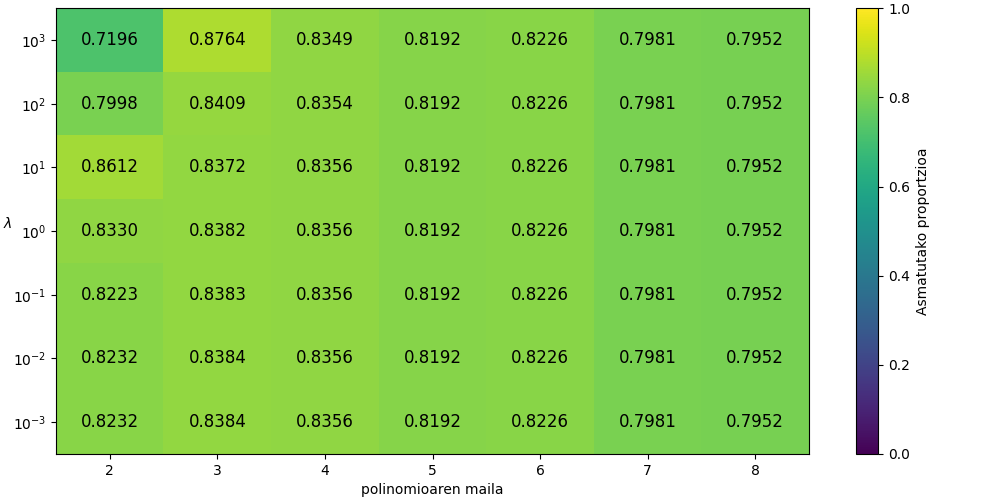 10³ 0.7196 0.8764 0.8349 0.8192 0.8226 0.7981 0.7952
10² 0.7998 0.8409 0.8354 0.8192 0.8226 0.7981 0.7952
10¹ 0.8612 0.8372 0.8356 0.8192 0.8226 0.7981 0.7952
λ
10⁰ 0.8330 0.8382 0.8356 0.8192 0.8226 0.7981 0.7952
10⁻¹ 0.8223 0.8383 0.8356 0.8192 0.8226 0.7981 0.7952
10⁻² 0.8232 0.8384 0.8356 0.8192 0.8226 0.7981 0.7952
10⁻³ 0.8232 0.8384 0.8356 0.8192 0.8226 0.7981 0.7952
2 3 4 5 6 7 8
polinomioaren maila
1.0
0.8
0.6
0.4
0.2
0.0
Asmatutako proportzioa